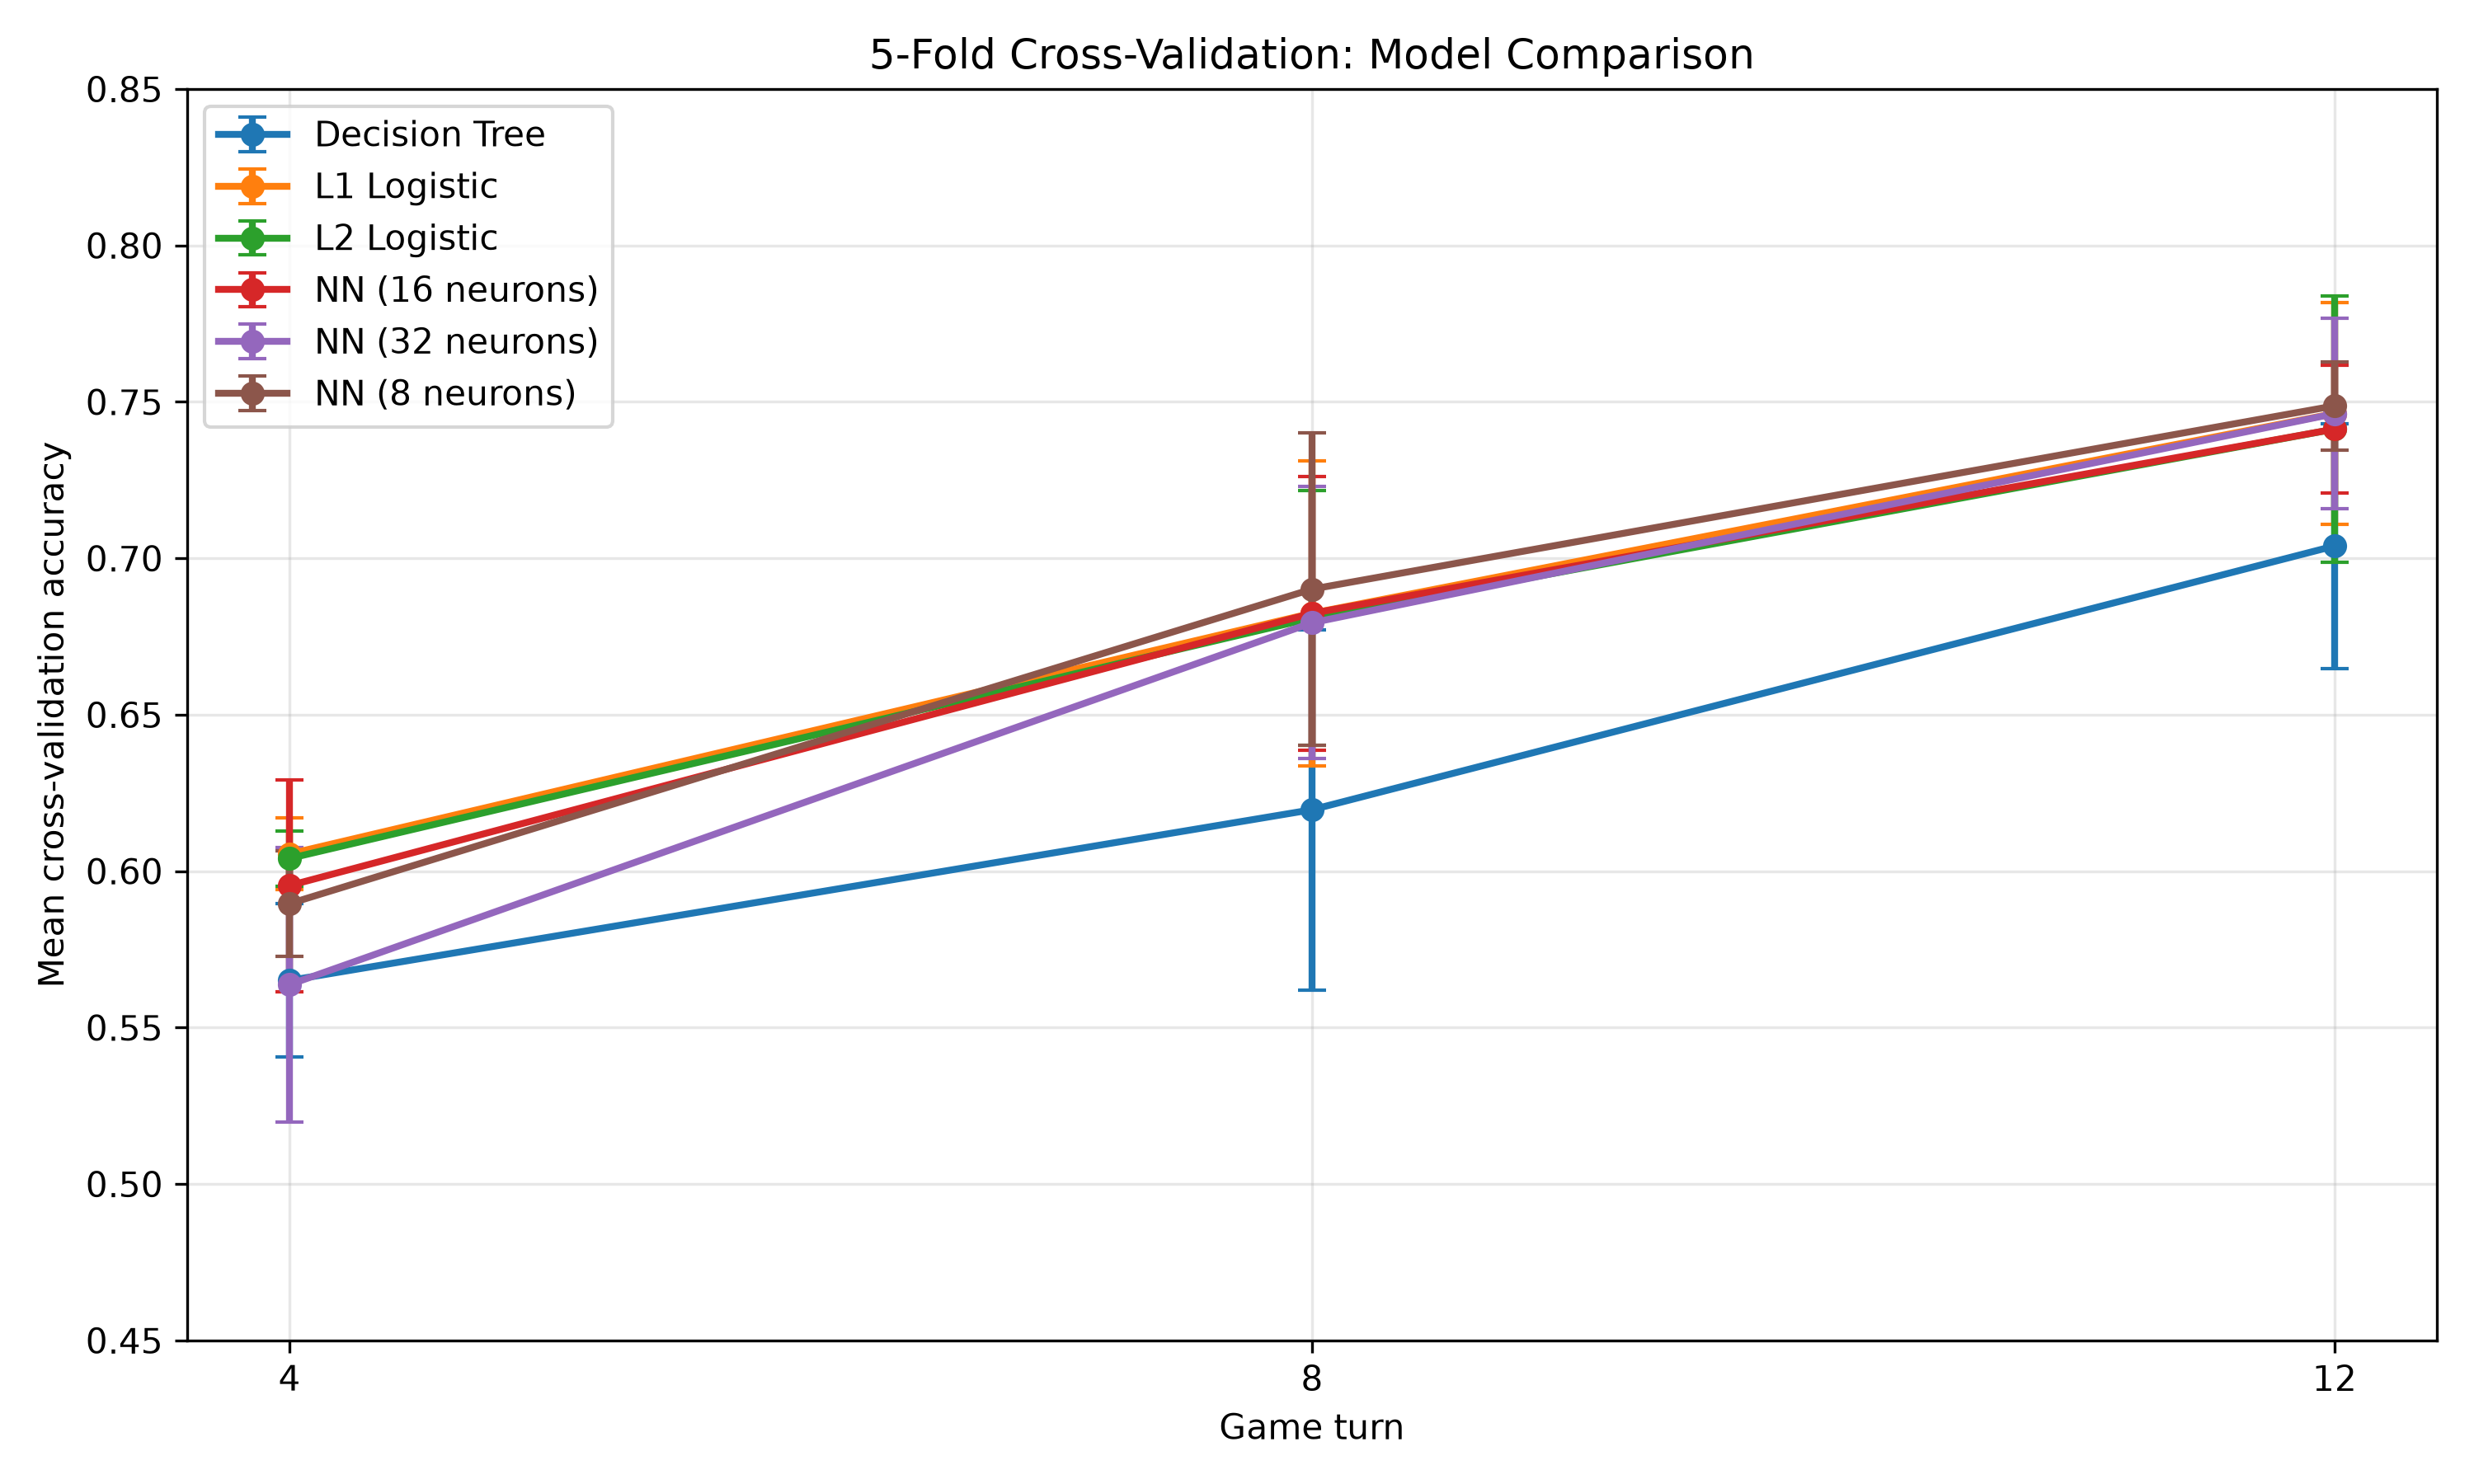 5-Fold Cross-Validation: Model Comparison
0.85
0.80
0.75
0.70
0.65
0.60
0.55
0.50
0.45
Mean cross-validation accuracy
Decision Tree
L1 Logistic
L2 Logistic
NN (16 neurons)
NN (32 neurons)
NN (8 neurons)
4
8
12
Game turn